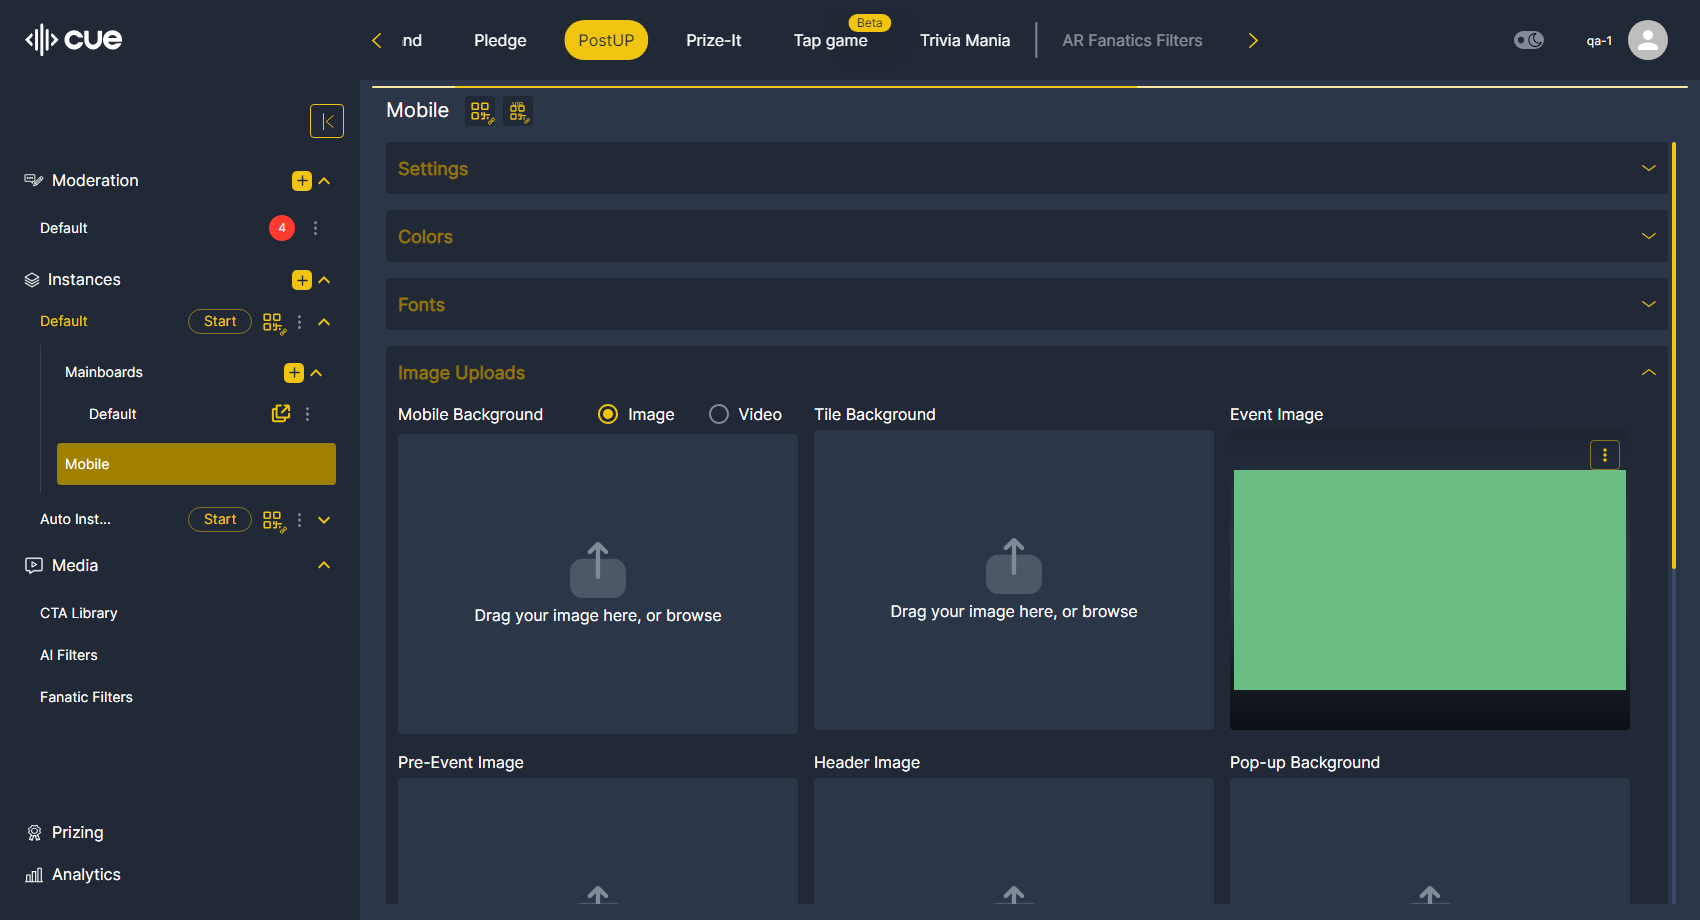 cue
nd
Pledge
PostUP
Prize-It
Tap game
Beta
Trivia Mania
AR Fanatics Filters
qa-1
Moderation
Default
4
Instances
Default
Start
Mainboards
Default
Mobile
Auto Inst...
Start
Media
CTA Library
AI Filters
Fanatic Filters
Prizing
Analytics
Mobile
Settings
Colors
Fonts
Image Uploads
Mobile Background
Image
Video
Tile Background
Event Image
Drag your image here, or browse
Drag your image here, or browse
Pre-Event Image
Header Image
Pop-up Background